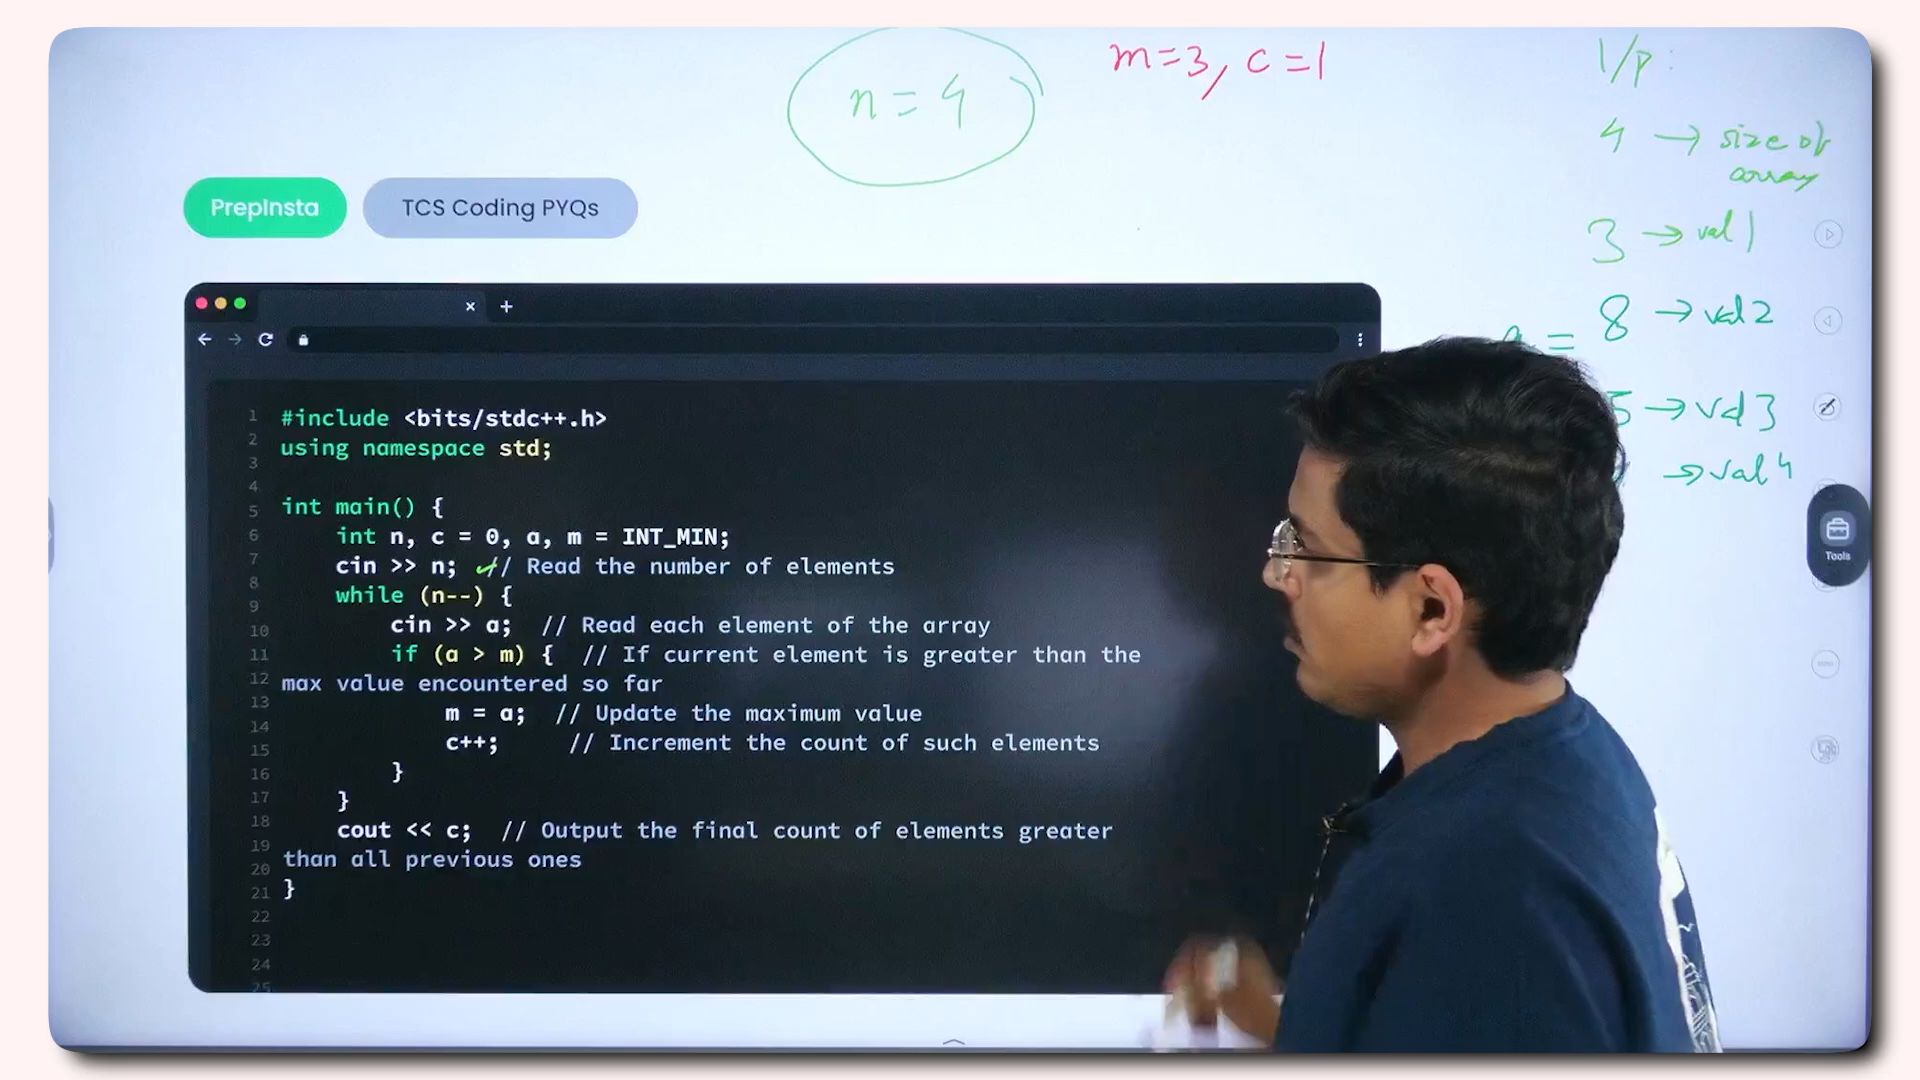 n = 4
m=3, c=1
I/p:
4 → size of
array
3 → val 1
8 → val 2
a =
5 → val 3
→ val 4
PrepInsta
TCS Coding PYQs
1 #include <bits/stdc++.h>
2 using namespace std;
3
4
5 int main() {
6 int n, c = 0, a, m = INT_MIN;
7 cin >> n; // Read the number of elements
8 while (n--) {
9
10 cin >> a; // Read each element of the array
11 if (a > m) { // If current element is greater than the
12 max value encountered so far
13 m = a; // Update the maximum value
14
15 c++; // Increment the count of such elements
16 }
17 }
18 cout << c; // Output the final count of elements greater
19
20 than all previous ones
21 }
22
23
24
25
Tools